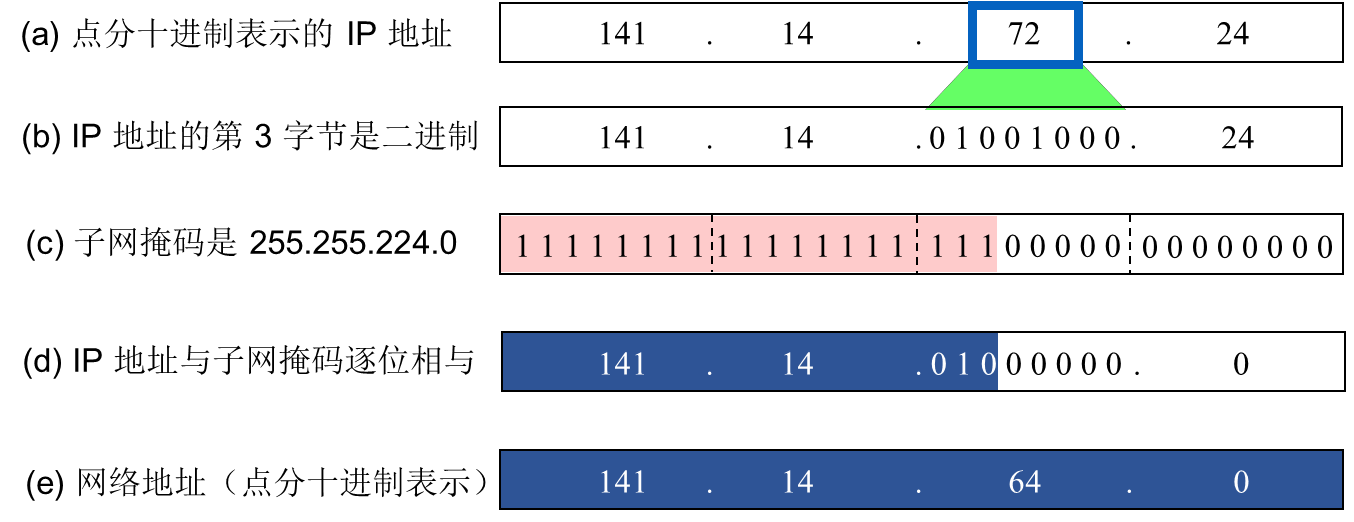 (a) 点分十进制表示的 IP 地址 141 . 14 . 72 . 24
(b) IP 地址的第 3 字节是二进制 141 . 14 . 0 1 0 0 1 0 0 0 . 24
(c) 子网掩码是 255.255.224.0 1 1 1 1 1 1 1 1 1 1 1 1 1 1 1 1 1 1 1 0 0 0 0 0 0 0 0 0 0 0 0 0
(d) IP 地址与子网掩码逐位相与 141 . 14 . 0 1 0 0 0 0 0 0 . 0
(e) 网络地址（点分十进制表示） 141 . 14 . 64 . 0